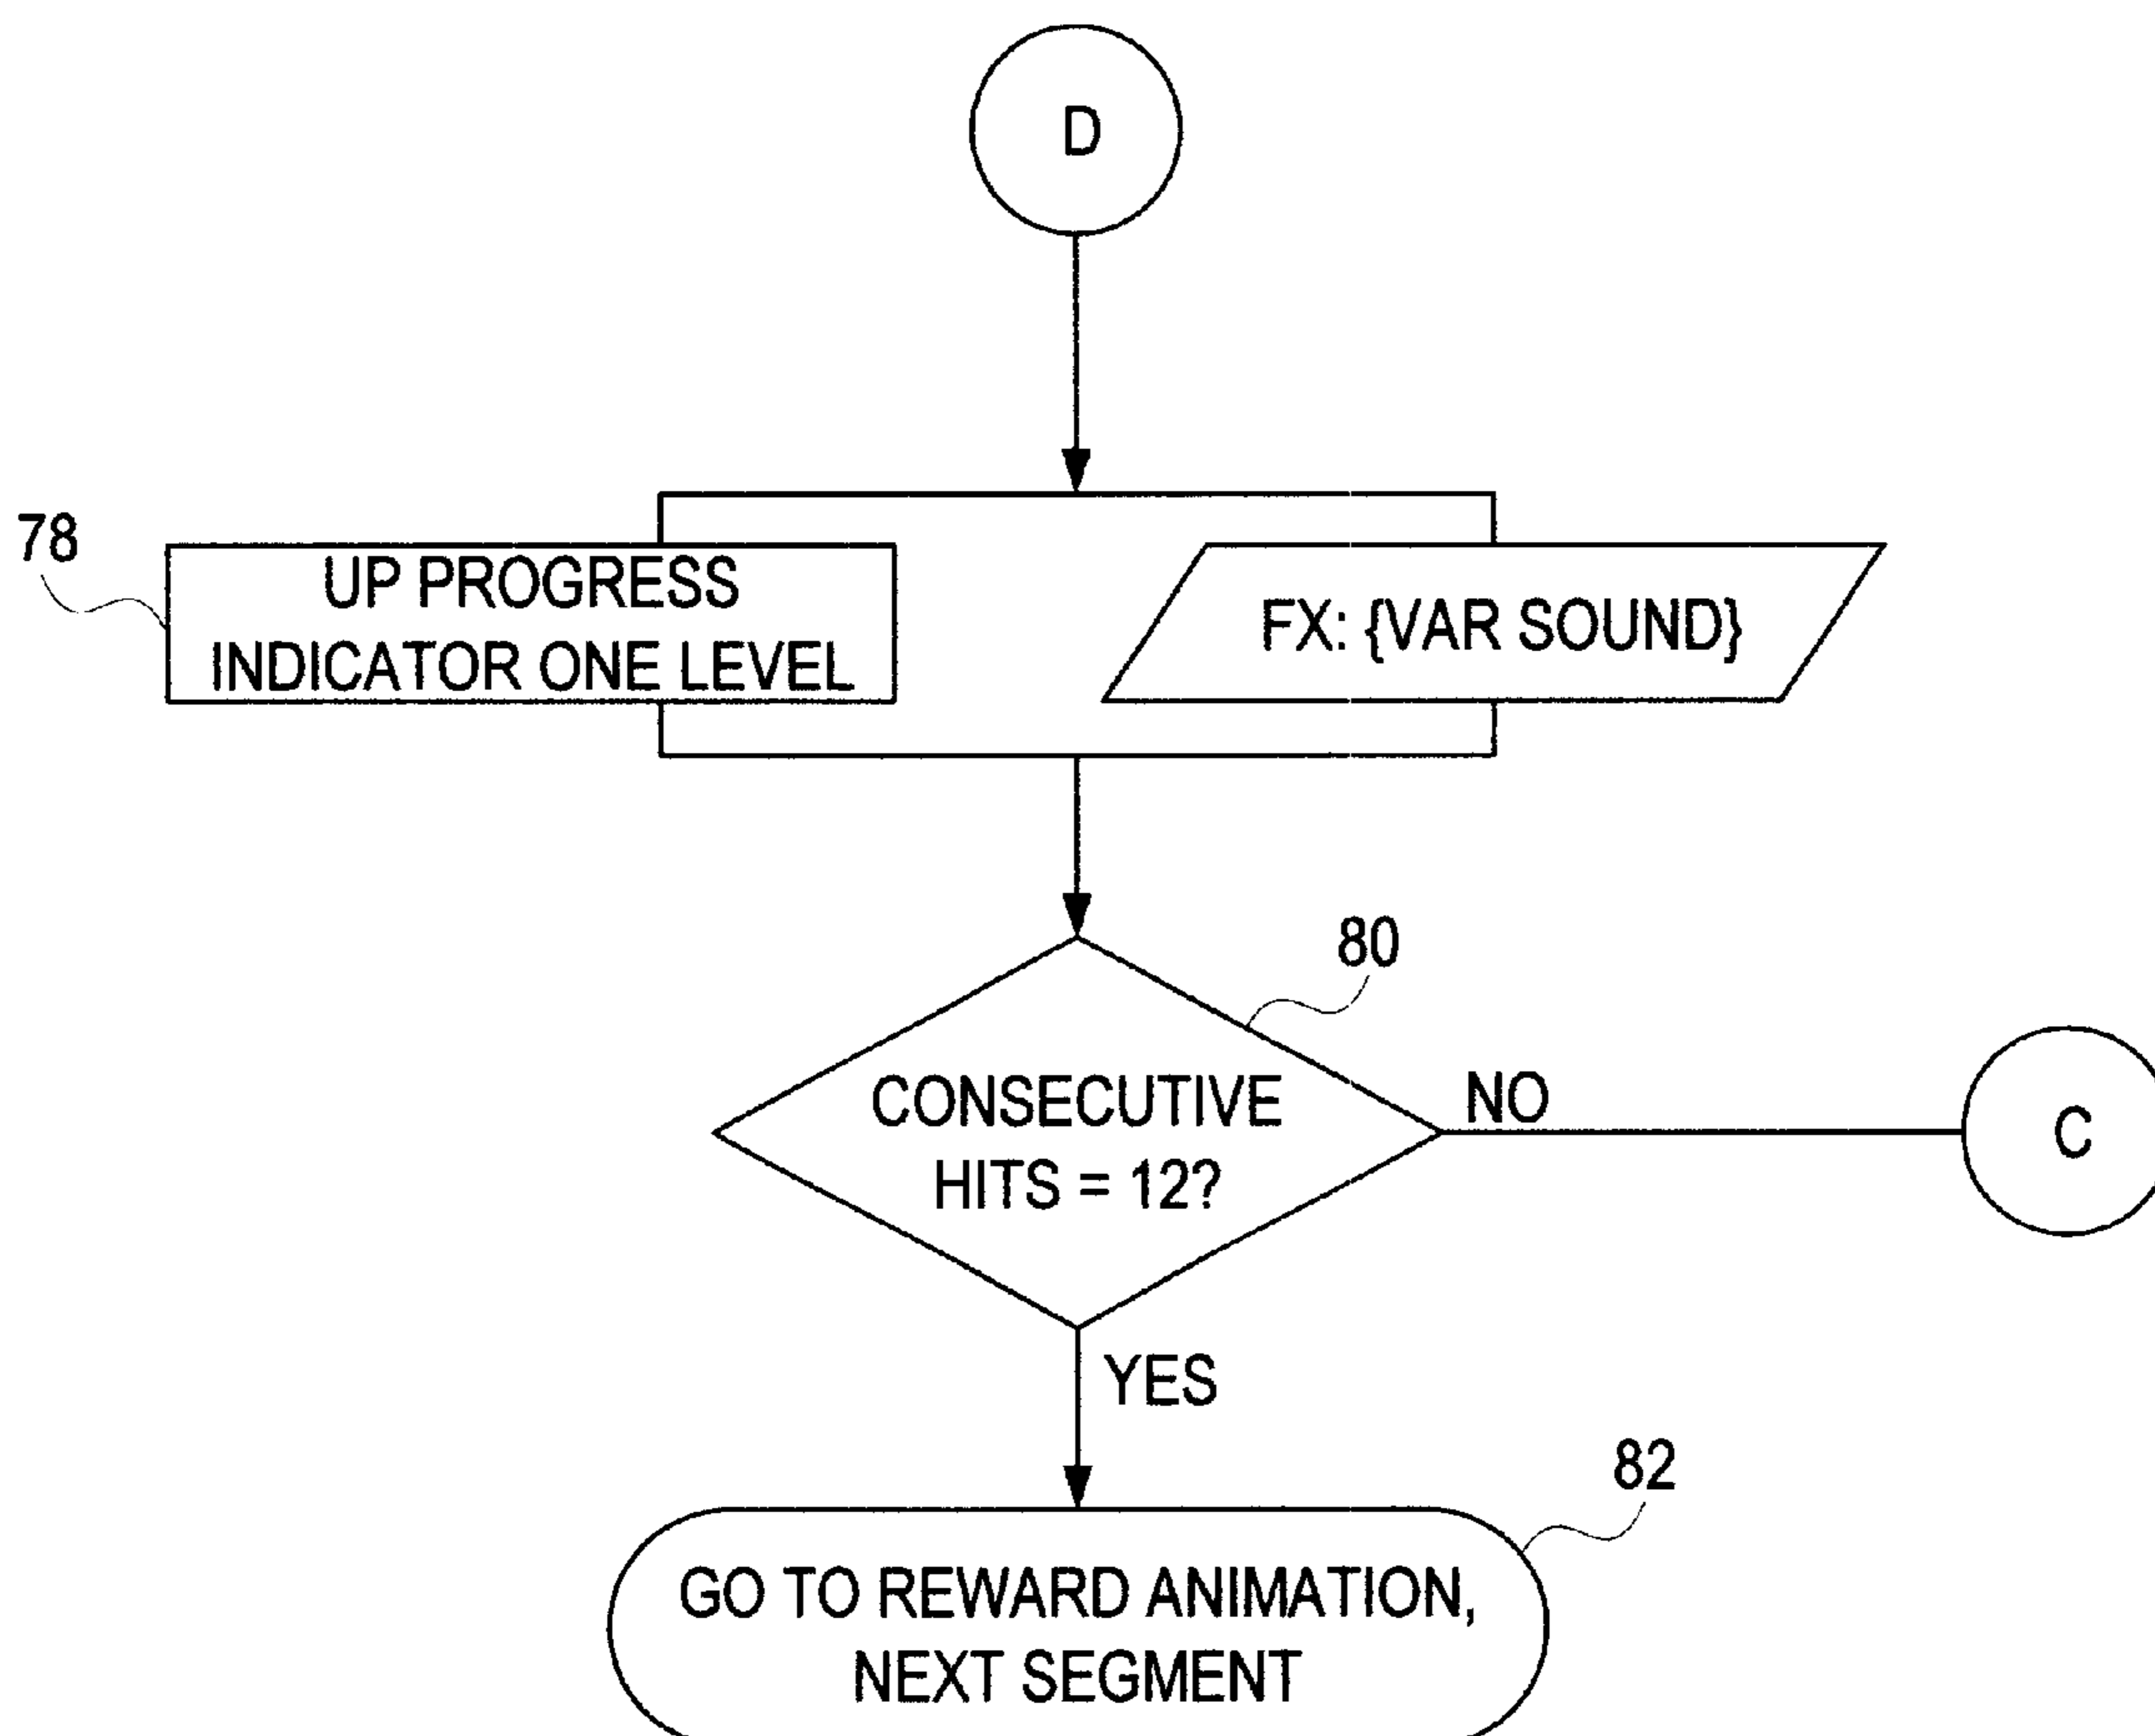 D
78
UP PROGRESS
INDICATOR ONE LEVEL
FX: {VAR SOUND}
80
CONSECUTIVE
HITS = 12?
NO
C
YES
82
GO TO REWARD ANIMATION,
NEXT SEGMENT